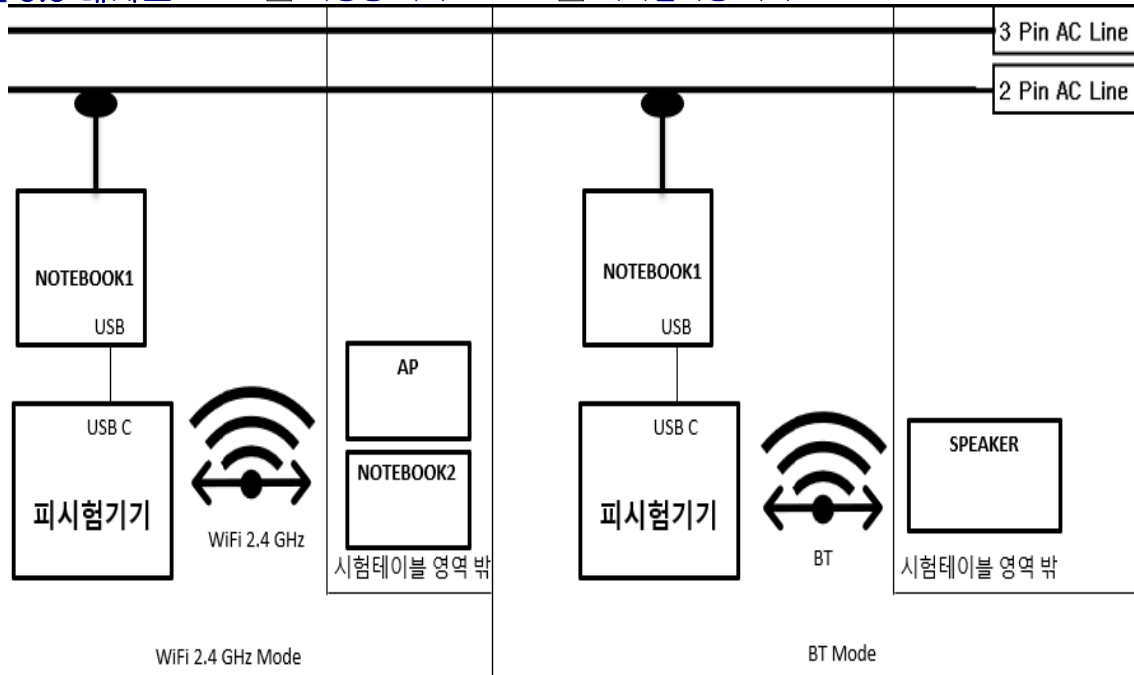 3 Pin AC Line
2 Pin AC Line
NOTEBOOK1
USB
USB C
피시험기기
WiFi 2.4 GHz
AP
NOTEBOOK2
시험테이블 영역 밖
WiFi 2.4 GHz Mode
NOTEBOOK1
USB
USB C
피시험기기
BT
SPEAKER
시험테이블 영역 밖
BT Mode